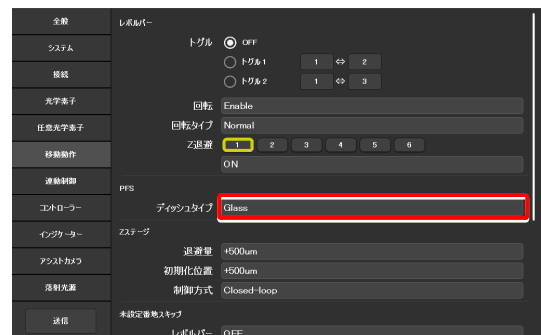 全般
システム
接続
光学素子
任意光学素子
移動動作
連動制御
コントローラー
インジケーター
アシストカメラ
落射光源
送信
レボルバー
トグル OFF
トグル1 1 ⇔ 2
トグル2 1 ⇔ 3
回転 Enable
回転タイプ Normal
Z退避 1 2 3 4 5 6
ON
PFS
ディッシュタイプ Glass
Zステージ
退避量 +500um
初期化位置 +500um
制御方式 Closed-loop
未設定番地スキップ
レボルバー OFF